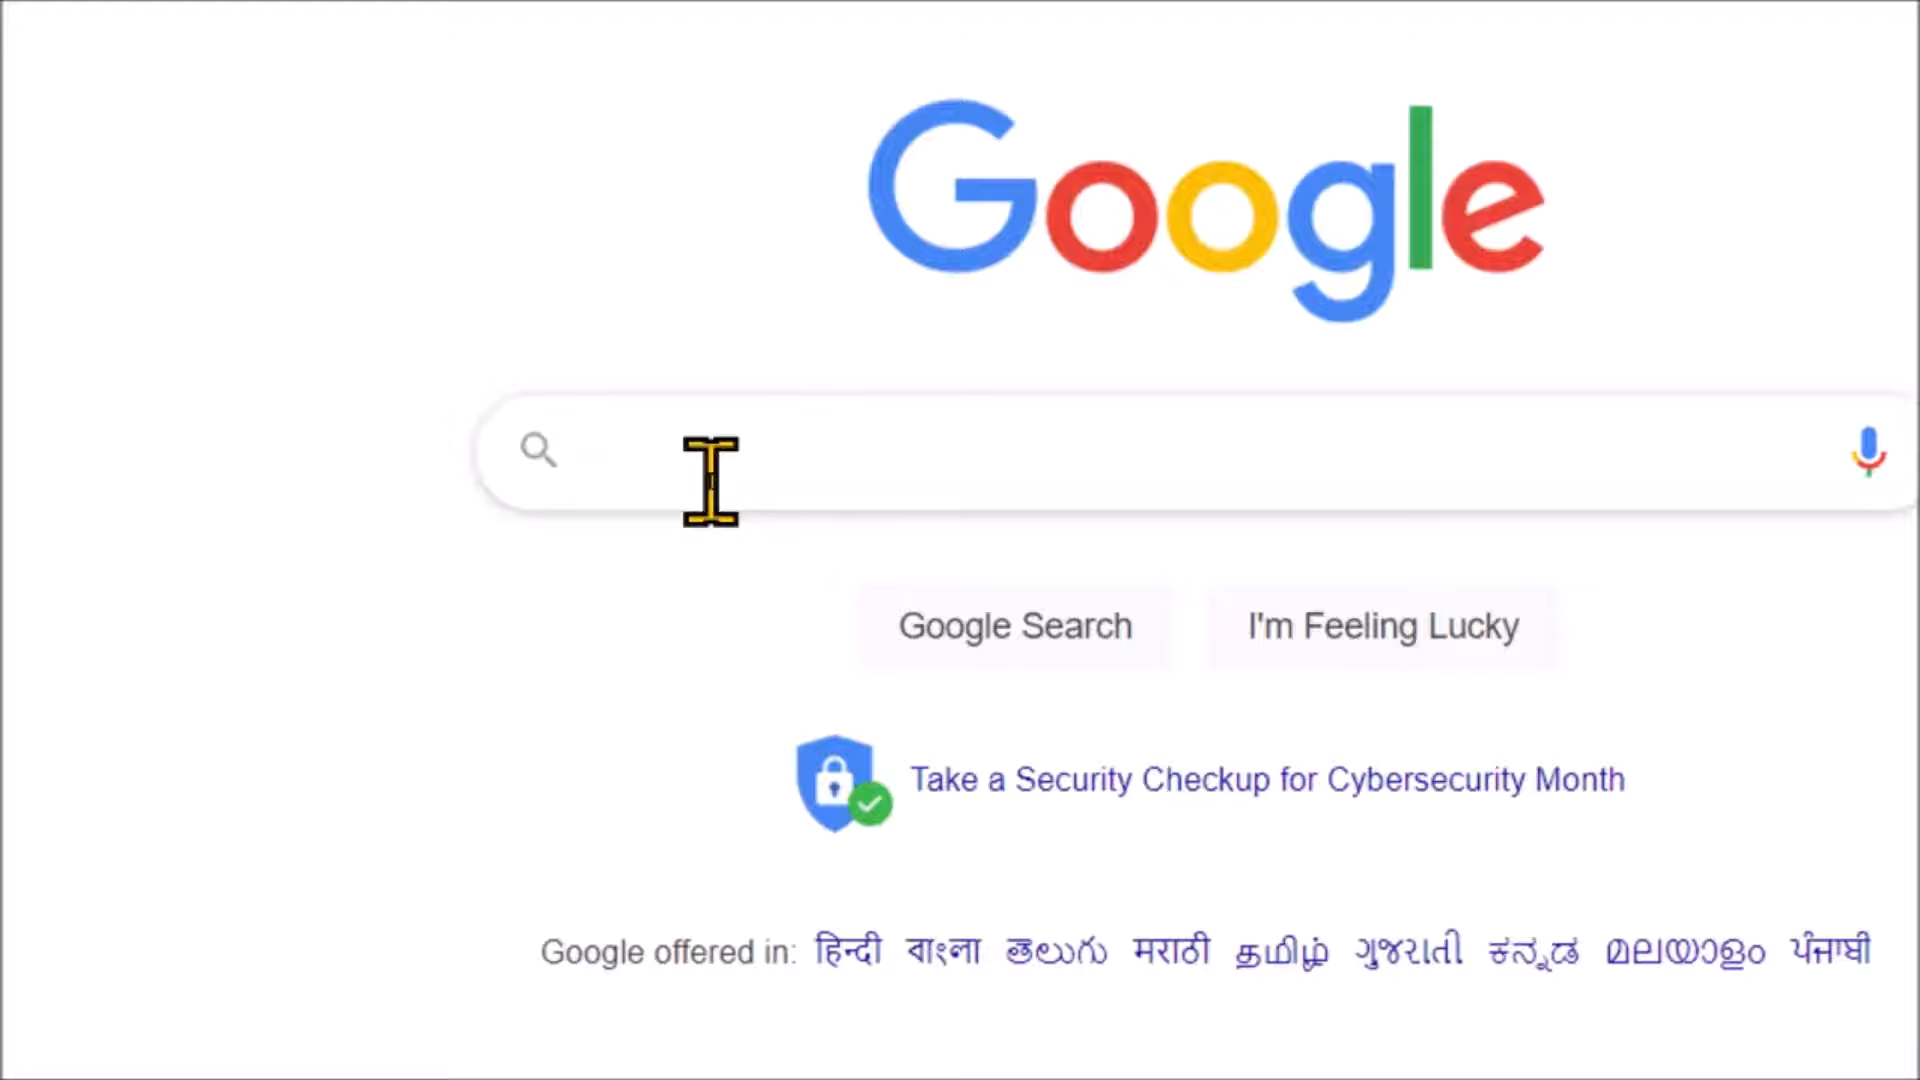 Google
Google Search I'm Feeling Lucky
Take a Security Checkup for Cybersecurity Month
Google offered in: हिन्दी বাংলা తెలుగు मराठी தமிழ் ગુજરાતી ಕನ್ನಡ മലയാളം ਪੰਜਾਬੀ